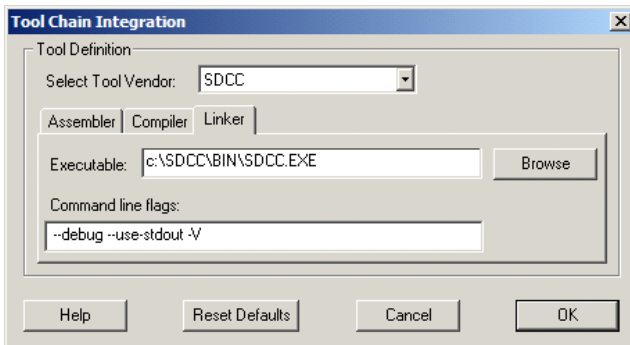 Tool Chain Integration
Tool Definition
Select Tool Vendor: SDCC
Assembler Compiler Linker
Executable: c:\SDCC\BIN\SDCC.EXE Browse
Command line flags:
--debug --use-stdout -V
Help Reset Defaults Cancel OK